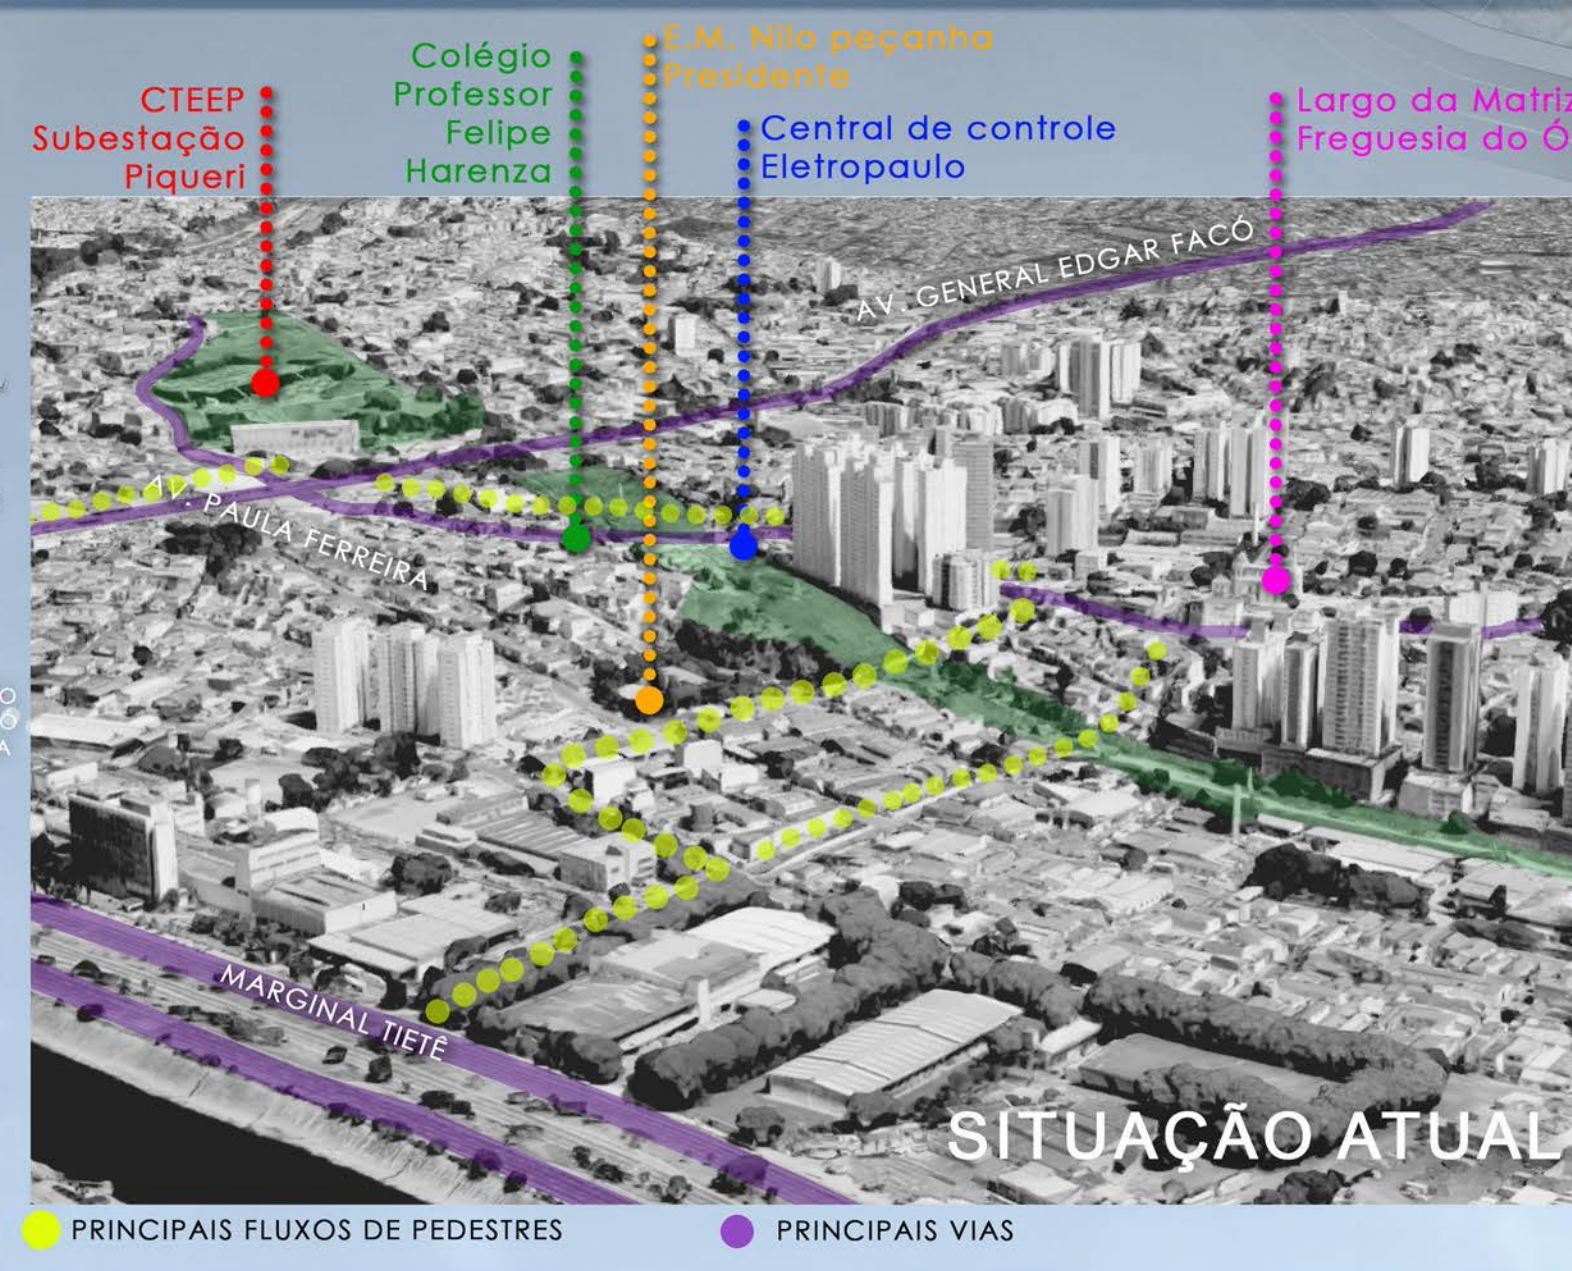 E.M. Nilo peçanha
Presidente
Colégio
Professor
Felipe
Harenza
CTEEP
Subestação
Piqueri
Central de controle
Eletropaulo
Largo da Matriz
Freguesia do Ó
AV. GENERAL EDGAR FACÓ
AV. PAULA FERREIRA
O
Ó
A
MARGINAL TIETÊ
SITUAÇÃO ATUAL
PRINCIPAIS FLUXOS DE PEDESTRES
PRINCIPAIS VIAS